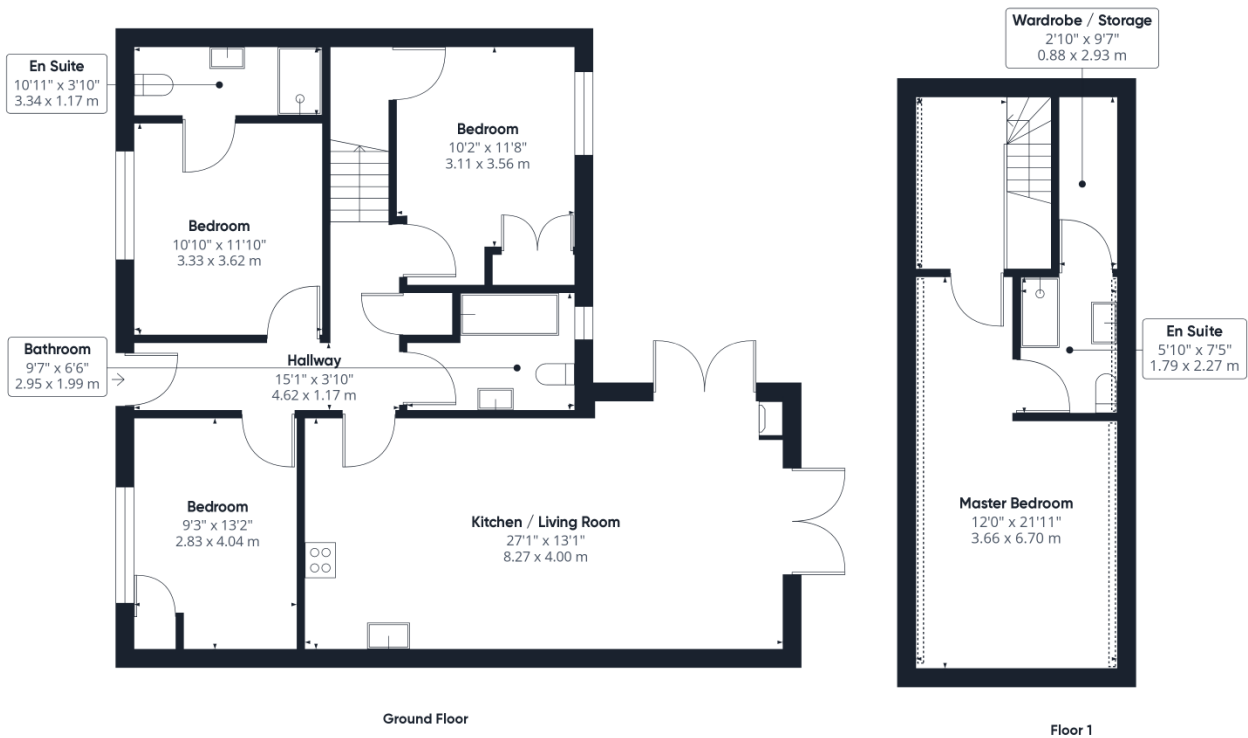 Wardrobe / Storage
2'10" x 9'7"
0.88 x 2.93 m
En Suite
10'11" x 3'10"
3.34 x 1.17 m
Bedroom
10'2" x 11'8"
3.11 x 3.56 m
Bedroom
10'10" x 11'10"
3.33 x 3.62 m
Bathroom
9'7" x 6'6"
2.95 x 1.99 m
Hallway
15'1" x 3'10"
4.62 x 1.17 m
En Suite
5'10" x 7'5"
1.79 x 2.27 m
Bedroom
9'3" x 13'2"
2.83 x 4.04 m
Kitchen / Living Room
27'1" x 13'1"
8.27 x 4.00 m
Master Bedroom
12'0" x 21'11"
3.66 x 6.70 m
Ground Floor
Floor 1